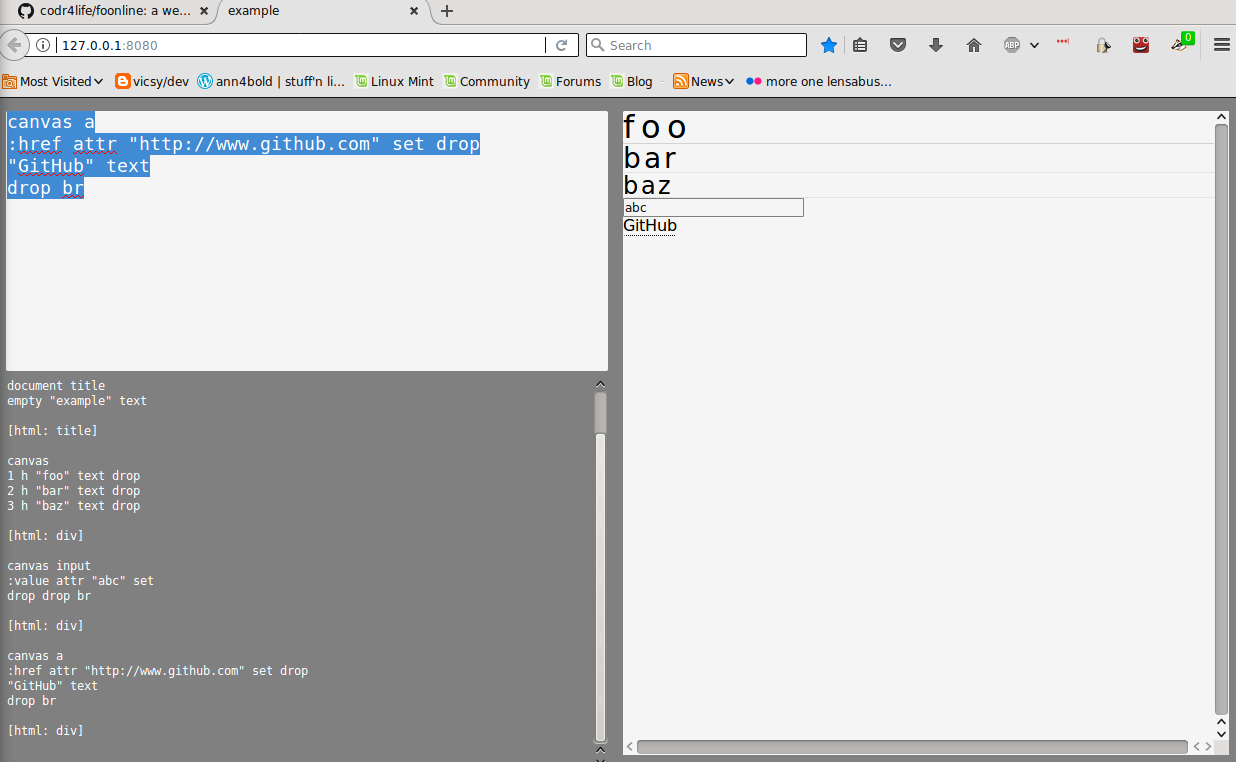 codr4life/foonline: a we... × example ×
127.0.0.1:8080 Search ABP 0
Most Visited vicsy/dev ann4bold | stuff'n li... Linux Mint Community Forums Blog News more one lensabus...
canvas a
:href attr "http://www.github.com" set drop
"GitHub" text
drop br
document title
empty "example" text
[html: title]
canvas
1 h "foo" text drop
2 h "bar" text drop
3 h "baz" text drop
[html: div]
canvas input
:value attr "abc" set
drop drop br
[html: div]
canvas a
:href attr "http://www.github.com" set drop
"GitHub" text
drop br
[html: div]
foo
bar
baz
abc
GitHub